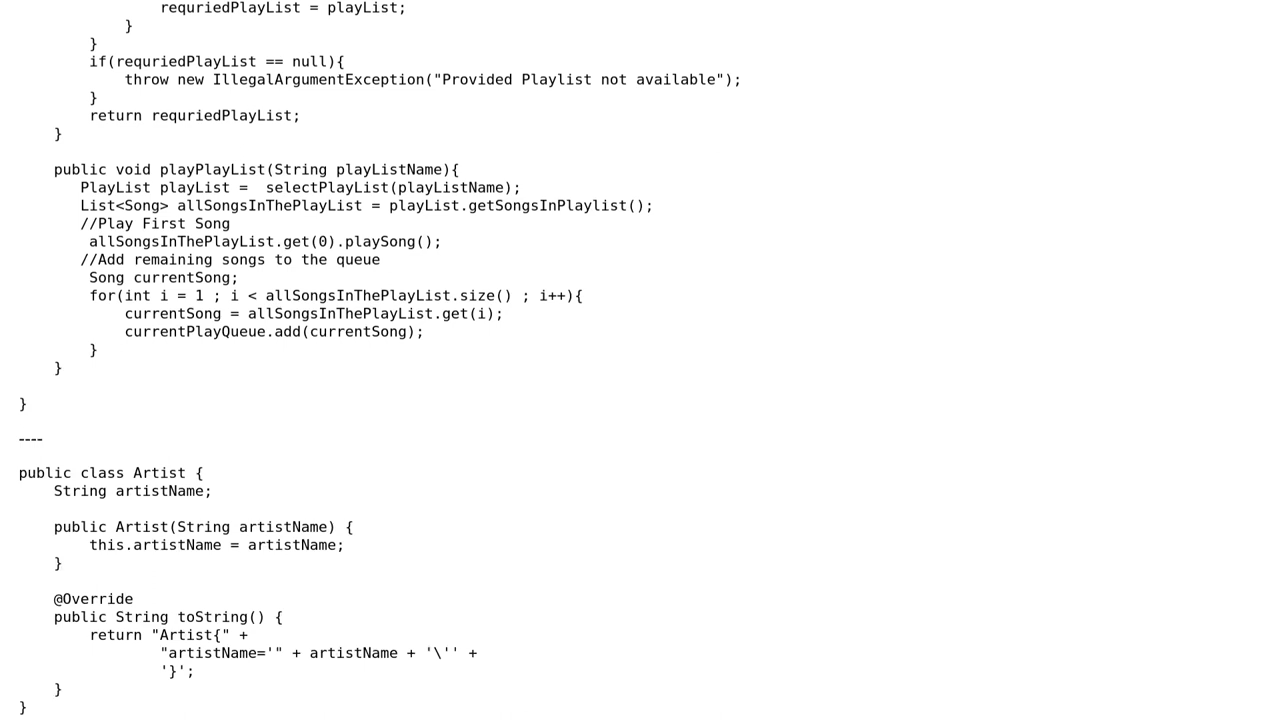 requriedPlayList = playList;
            }
        }
        if(requriedPlayList == null){
            throw new IllegalArgumentException("Provided Playlist not available");
        }
        return requriedPlayList;
    }

    public void playPlayList(String playListName){
       PlayList playList =  selectPlayList(playListName);
       List<Song> allSongsInThePlayList = playList.getSongsInPlaylist();
       //Play First Song
        allSongsInThePlayList.get(0).playSong();
       //Add remaining songs to the queue
        Song currentSong;
        for(int i = 1 ; i < allSongsInThePlayList.size() ; i++){
            currentSong = allSongsInThePlayList.get(i);
            currentPlayQueue.add(currentSong);
        }
    }

}

----

public class Artist {
    String artistName;

    public Artist(String artistName) {
        this.artistName = artistName;
    }

    @Override
    public String toString() {
        return "Artist{" +
                "artistName='" + artistName + '\'' +
                '}';
    }
}